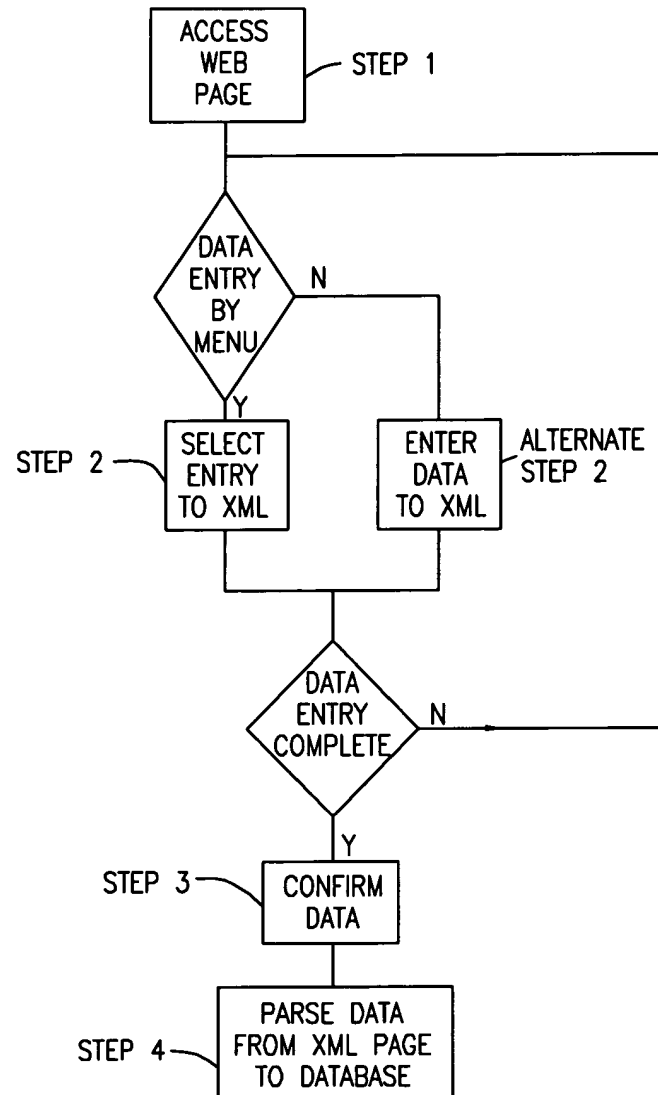 ACCESS
WEB
PAGE
STEP 1
DATA
ENTRY
BY
MENU
N
Y
STEP 2
SELECT
ENTRY
TO XML
ENTER
DATA
TO XML
ALTERNATE
STEP 2
DATA
ENTRY
COMPLETE
N
Y
STEP 3
CONFIRM
DATA
STEP 4
PARSE DATA
FROM XML PAGE
TO DATABASE